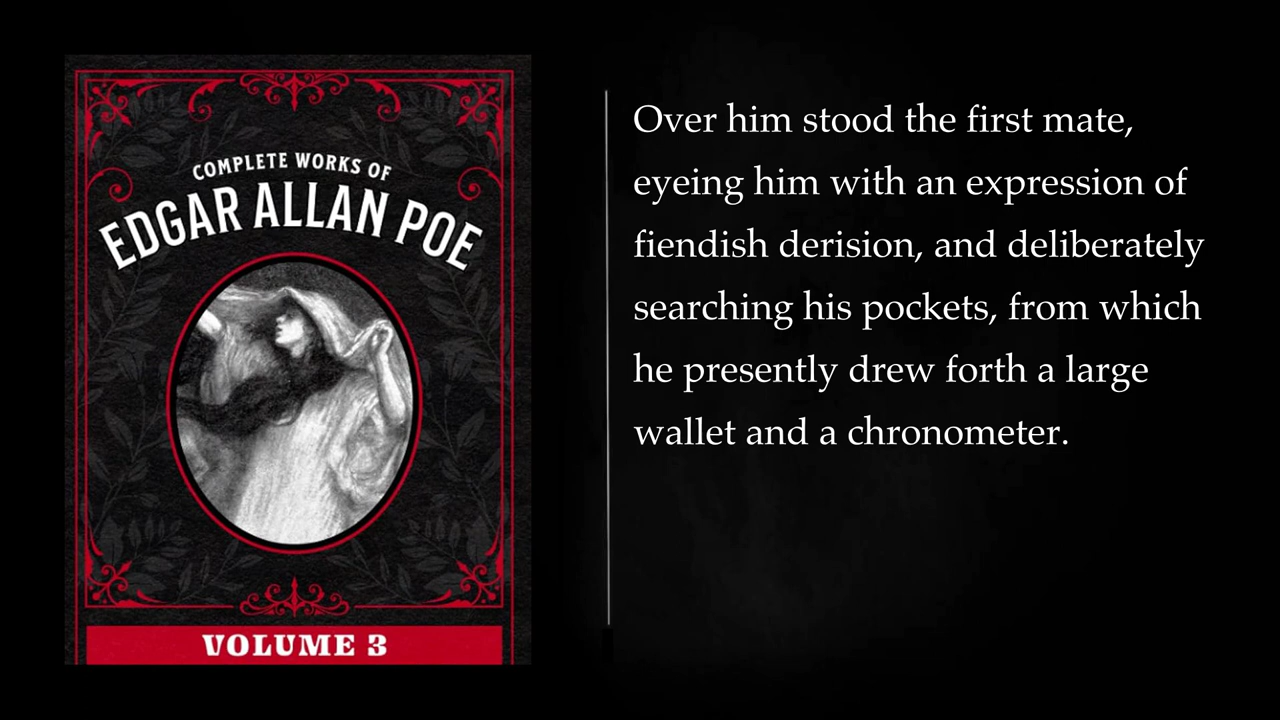 COMPLETE WORKS OF
EDGAR ALLAN POE
VOLUME 3
Over him stood the first mate,
eyeing him with an expression of
fiendish derision, and deliberately
searching his pockets, from which
he presently drew forth a large
wallet and a chronometer.